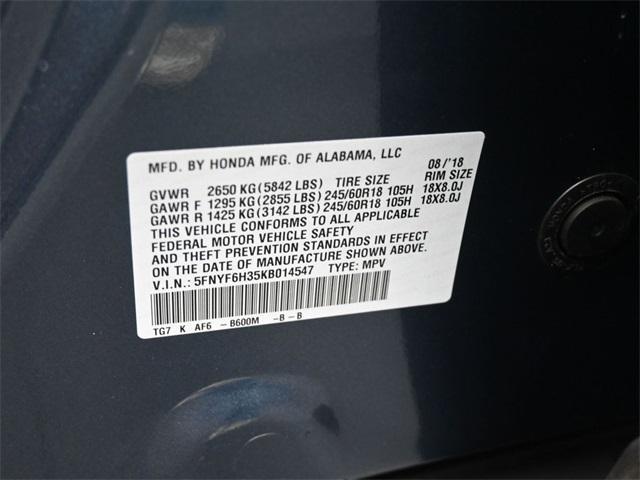 MFD. BY HONDA MFG. OF ALABAMA, LLC 08/'18
GVWR 2650 KG(5842 LBS) TIRE SIZE RIM SIZE
GAWR F 1295 KG(2855 LBS)245/60R18 105H 18X8.0J
GAWR R 1425 KG(3142 LBS)245/60R18 105H 18X8.0J
THIS VEHICLE CONFORMS TO ALL APPLICABLE
FEDERAL MOTOR VEHICLE SAFETY
AND THEFT PREVENTION STANDARDS IN EFFECT
ON THE DATE OF MANUFACTURE SHOWN ABOVE.
V.I.N.: 5FNYF6H35KB014547 TYPE: MPV
TG7 K AF6 -B600M -B-B